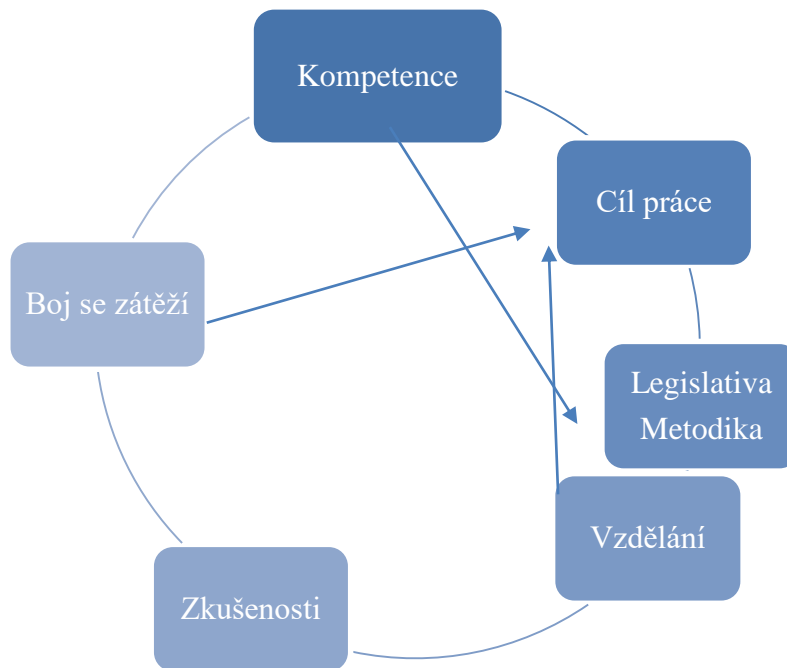 Kompetence
Cíl práce
Legislativa
Metodika
Vzdělání
Zkušenosti
Boj se zátěží